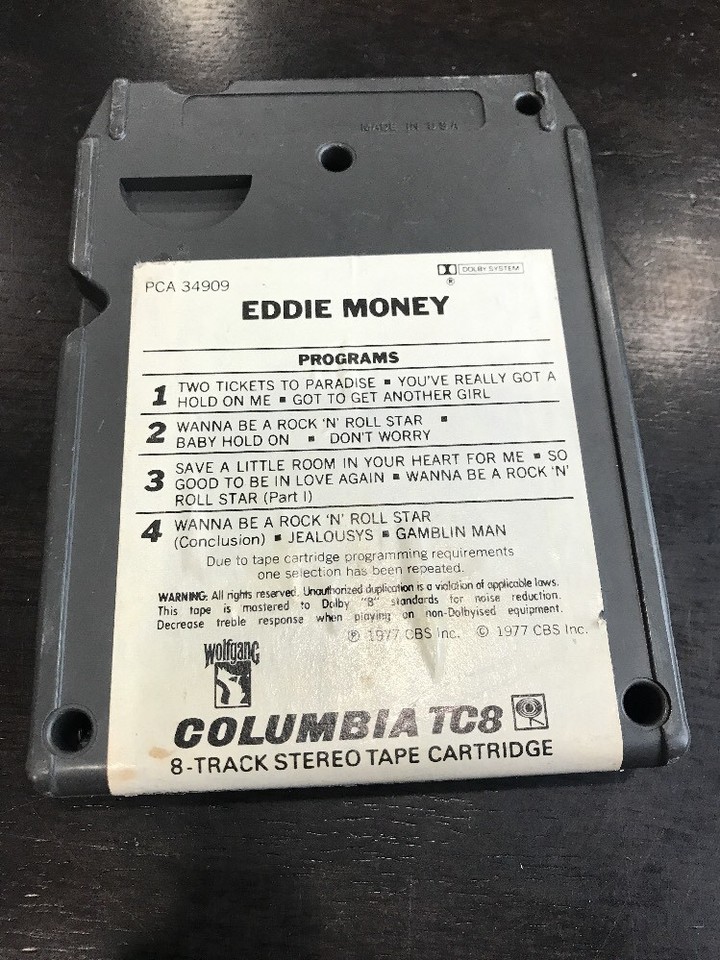 MADE IN U.S.A
PCA 34909
DOLBY SYSTEM
®
EDDIE MONEY
PROGRAMS
1 TWO TICKETS TO PARADISE ▪ YOU'VE REALLY GOT A
HOLD ON ME ▪ GOT TO GET ANOTHER GIRL
2 WANNA BE A ROCK 'N' ROLL STAR ▪
BABY HOLD ON ▪ DON'T WORRY
3 SAVE A LITTLE ROOM IN YOUR HEART FOR ME ▪ SO
GOOD TO BE IN LOVE AGAIN ▪ WANNA BE A ROCK 'N'
ROLL STAR (Part I)
4 WANNA BE A ROCK 'N' ROLL STAR
(Conclusion) ▪ JEALOUSYS ▪ GAMBLIN MAN
Due to tape cartridge programming requirements
one selection has been repeated.
WARNING: All rights reserved. Unauthorized duplication is a violation of applicable laws.
This tape is mastered to Dolby "B" standards for noise reduction.
Decrease treble response when playing on non-Dolbyised equipment.
℗ 1977 CBS Inc. © 1977 CBS Inc.
wolfgang
COLUMBIA TC8
8-TRACK STEREO TAPE CARTRIDGE